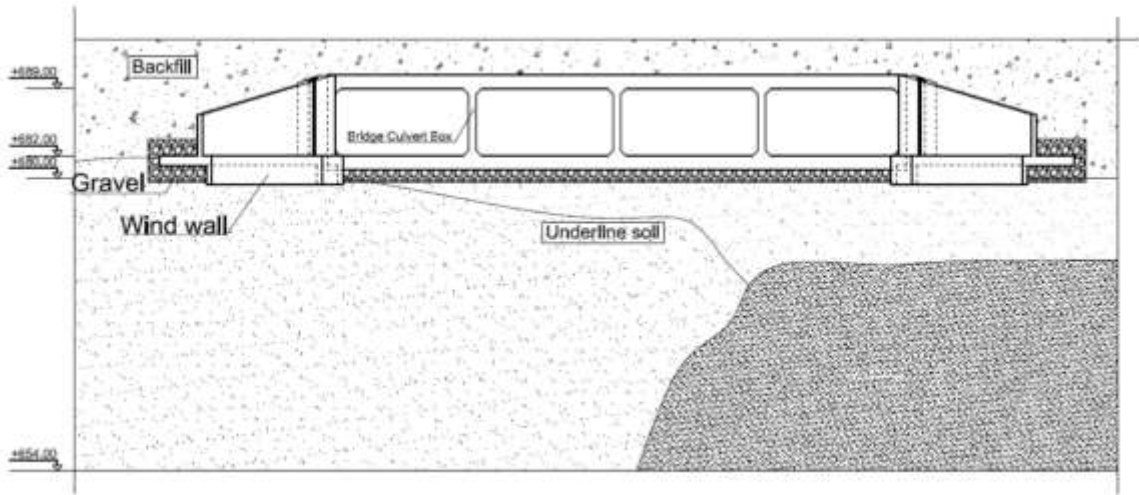 Backfill
+689.00
Bridge Culvert Box
+682.00
+680.00
Gravel
Wind wall
Underline soil
+654.00